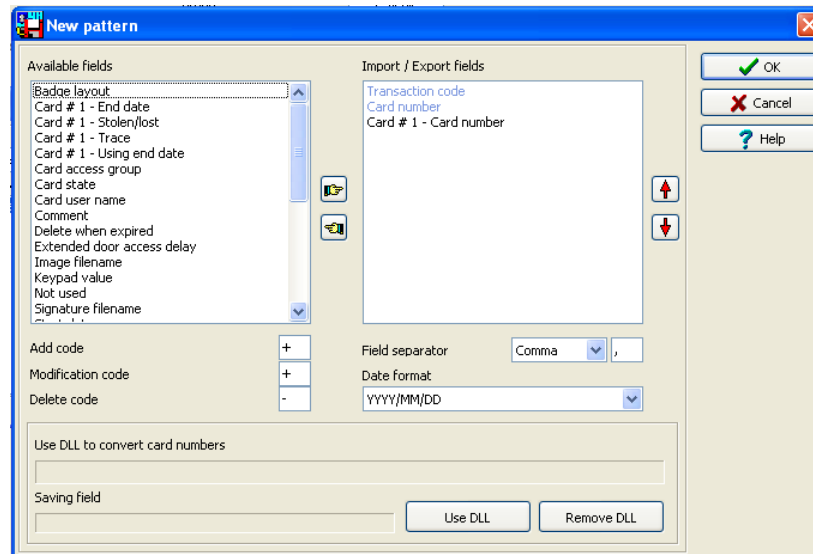 New pattern
Available fields
Import / Export fields
OK
Badge layout
Card # 1 - End date
Card # 1 - Stolen/lost
Card # 1 - Trace
Card # 1 - Using end date
Card access group
Card state
Card user name
Comment
Delete when expired
Extended door access delay
Image filename
Keypad value
Not used
Signature filename
Transaction code
Card number
Card # 1 - Card number
Cancel
Help
Add code
+
Modification code
+
Delete code
-
Field separator
Comma
,
Date format
YYYY/MM/DD
Use DLL to convert card numbers
Saving field
Use DLL
Remove DLL